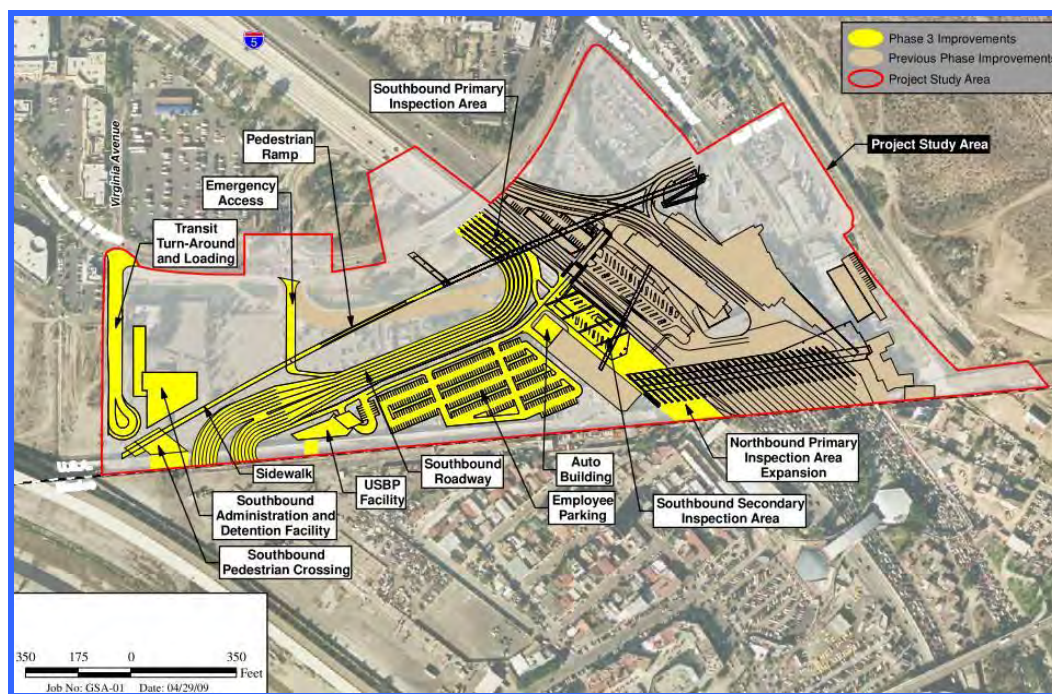 5
Phase 3 Improvements
Previous Phase Improvements
Project Study Area
Southbound Primary
Inspection Area
Pedestrian
Ramp
Project Study Area
Virginia Avenue
Emergency
Access
Transit
Turn-Around
and Loading
Northbound Primary
Inspection Area
Expansion
Sidewalk
USBP
Facility
Southbound
Roadway
Auto
Building
Employee
Parking
Southbound Secondary
Inspection Area
Southbound
Administration and
Detention Facility
Southbound
Pedestrian Crossing
350 175 0 350
Feet
Job No: GSA-01 Date: 04/29/09